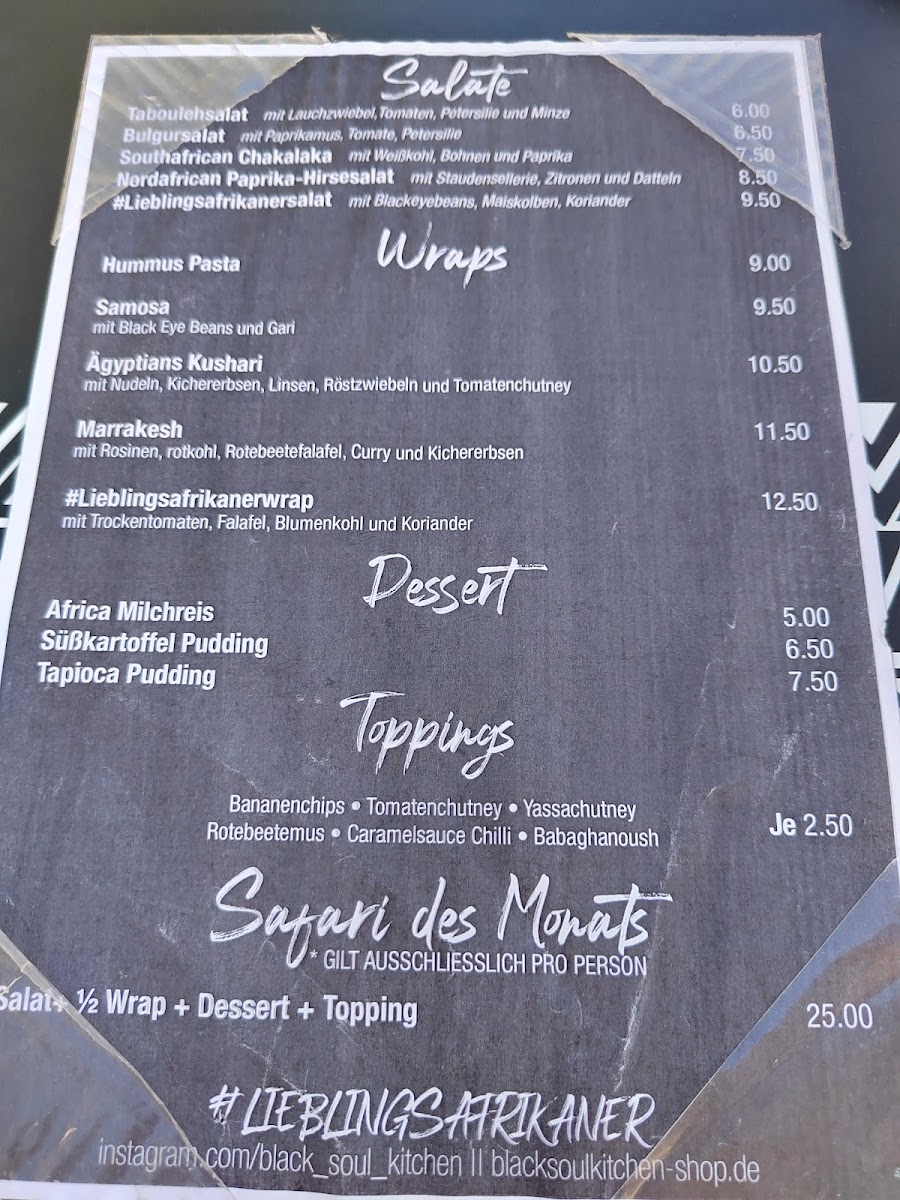 Salate
Taboulehsalat mit Lauchzwiebel,Tomaten, Petersilie und Minze 6.00
Bulgursalat mit Paprikamus, Tomate, Petersilie 6.50
Southafrican Chakalaka mit Weißkohl, Bohnen und Paprika 7.50
Nordafrican Paprika-Hirsesalat mit Staudensellerie, Zitronen und Datteln 8.50
#Lieblingsafrikanersalat mit Blackeyebeans, Maiskolben, Koriander 9.50
Wraps
Hummus Pasta 9.00
Samosa 9.50
mit Black Eye Beans und Gari
Ägyptians Kushari 10.50
mit Nudeln, Kichererbsen, Linsen, Röstzwiebeln und Tomatenchutney
Marrakesh 11.50
mit Rosinen, rotkohl, Rotebeetefalafel, Curry und Kichererbsen
#Lieblingsafrikanerwrap 12.50
mit Trockentomaten, Falafel, Blumenkohl und Koriander
Dessert
Africa Milchreis 5.00
Süßkartoffel Pudding 6.50
Tapioca Pudding 7.50
Toppings
Bananenchips • Tomatenchutney • Yassachutney
Rotebeetemus • Caramelsauce Chilli • Babaghanoush Je 2.50
Safari des Monats
* GILT AUSSCHLIESSLICH PRO PERSON
Salat+ ½ Wrap + Dessert + Topping 25.00
#LIEBLINGSAFRIKANER
instagram.com/black_soul_kitchen II blacksoulkitchen-shop.de